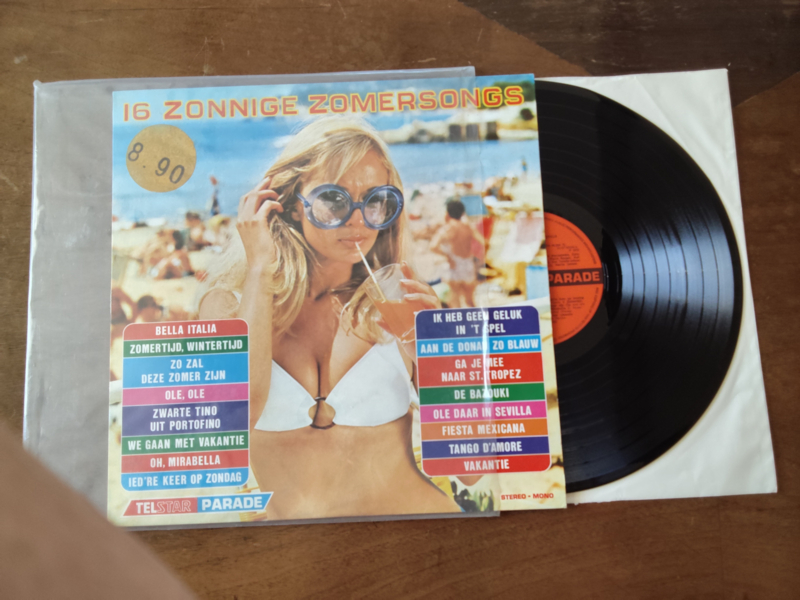 16 ZONNIGE ZOMERSONGS
8.90
BELLA ITALIA
ZOMERTIJD, WINTERTIJD
ZO ZAL
DEZE ZOMER ZIJN
OLE, OLE
ZWARTE TINO
UIT PORTOFINO
WE GAAN MET VAKANTIE
OH, MIRABELLA
IED'RE KEER OP ZONDAG
TELSTAR PARADE
IK HEB GEEN GELUK
IN 'T SPEL
AAN DE DONAU ZO BLAUW
GA JE MEE
NAAR ST. TROPEZ
DE BAZOUKI
OLE DAAR IN SEVILLA
FIESTA MEXICANA
TANGO D'AMORE
VAKANTIE
STEREO - MONO
PARADE